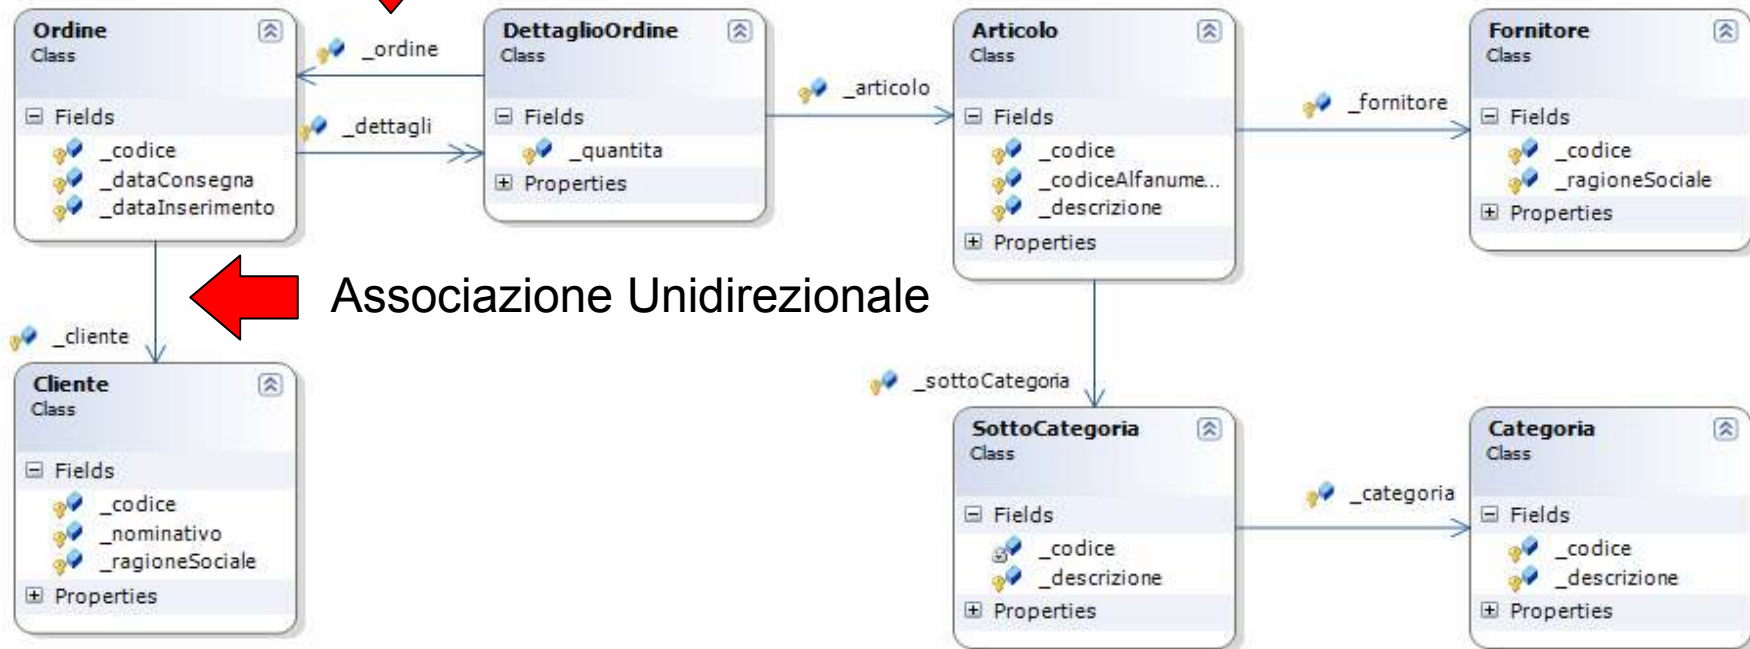 Ordine
Class
Fields
_codice
_dataConsegna
_dataInserimento
_ordine
_dettagli
DettaglioOrdine
Class
Fields
_quantita
Properties
_articolo
Articolo
Class
Fields
_codice
_codiceAlfanume...
_descrizione
Properties
_fornitore
Fornitore
Class
Fields
_codice
_ragioneSociale
Properties
Associazione Unidirezionale
_cliente
Cliente
Class
Fields
_codice
_nominativo
_ragioneSociale
Properties
_sottoCategoria
SottoCategoria
Class
Fields
_codice
_descrizione
Properties
_categoria
Categoria
Class
Fields
_codice
_descrizione
Properties